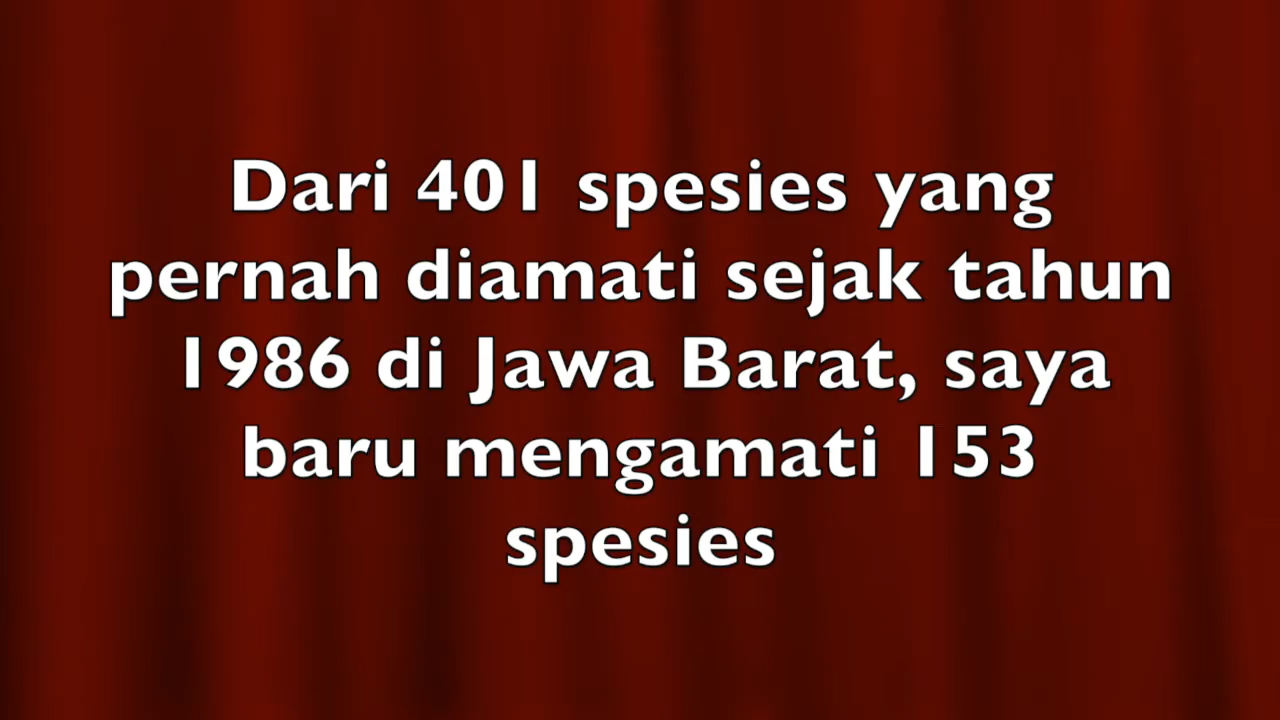 Dari 401 spesies yang
pernah diamati sejak tahun
1986 di Jawa Barat, saya
baru mengamati 153
spesies